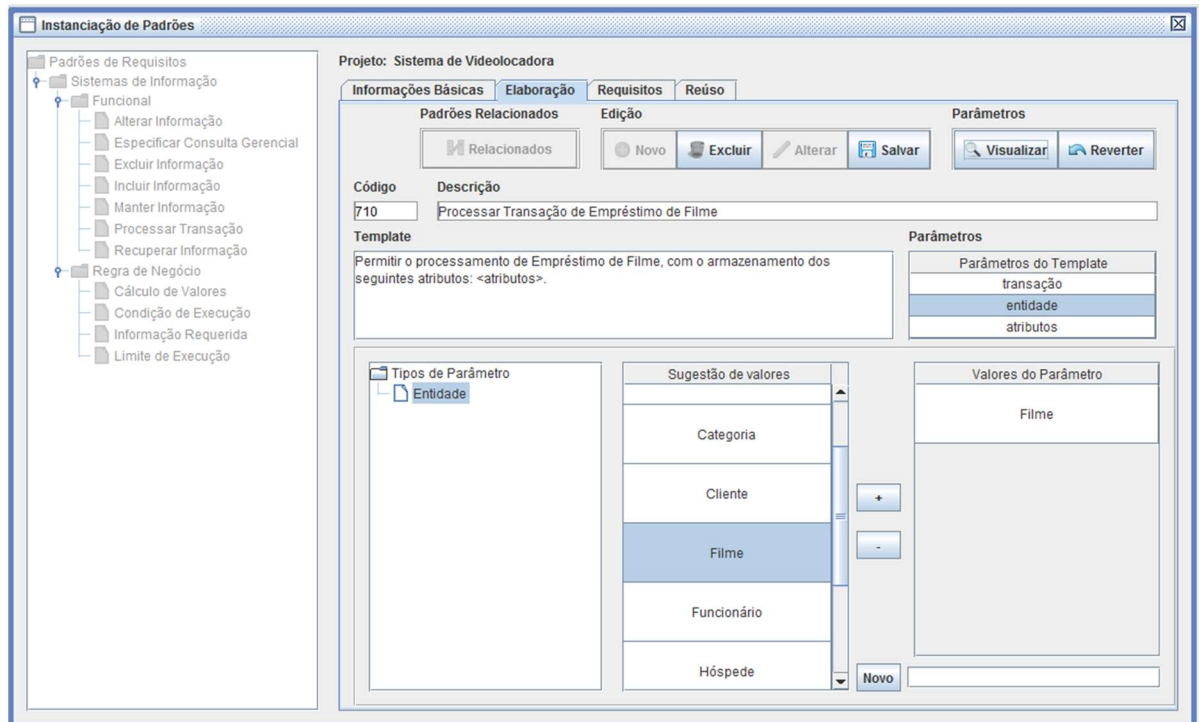 Instanciação de Padrões
Padrões de Requisitos
Sistemas de Informação
Funcional
Alterar Informação
Especificar Consulta Gerencial
Excluir Informação
Incluir Informação
Manter Informação
Processar Transação
Recuperar Informação
Regra de Negócio
Cálculo de Valores
Condição de Execução
Informação Requerida
Limite de Execução
Projeto: Sistema de Videolocadora
Informações Básicas Elaboração Requisitos Reúso
Padrões Relacionados Edição Parâmetros
Relacionados Novo Excluir Alterar Salvar Visualizar Reverter
Código Descrição
710 Processar Transação de Empréstimo de Filme
Template
Permitir o processamento de Empréstimo de Filme, com o armazenamento dos
seguintes atributos: <atributos>.
Parâmetros
Parâmetros do Template
transação
entidade
atributos
Tipos de Parâmetro
Entidade
Sugestão de valores
Categoria
Cliente
Filme
Funcionário
Hóspede
+
-
Novo
Valores do Parâmetro
Filme